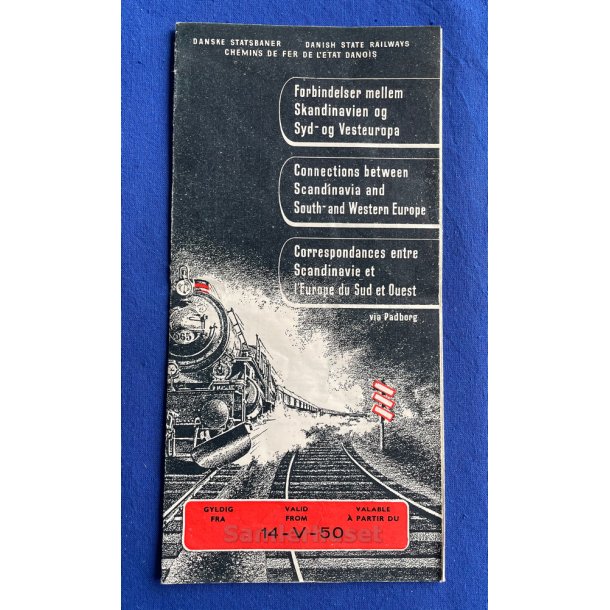 DANSKE STATSBANER DANISH STATE RAILWAYS
CHEMINS DE FER DE L'ETAT DANOIS
Forbindelser mellem
Skandinavien og
Syd- og Vesteuropa
Connections between
Scandinavia and
South- and Western Europe
Correspondances entre
Scandinavie et
l'Europe du Sud et Ouest
via Padborg
965
GYLDIG VALID VALABLE
FRA FROM À PARTIR DU
14-V-50
Samlerhuset